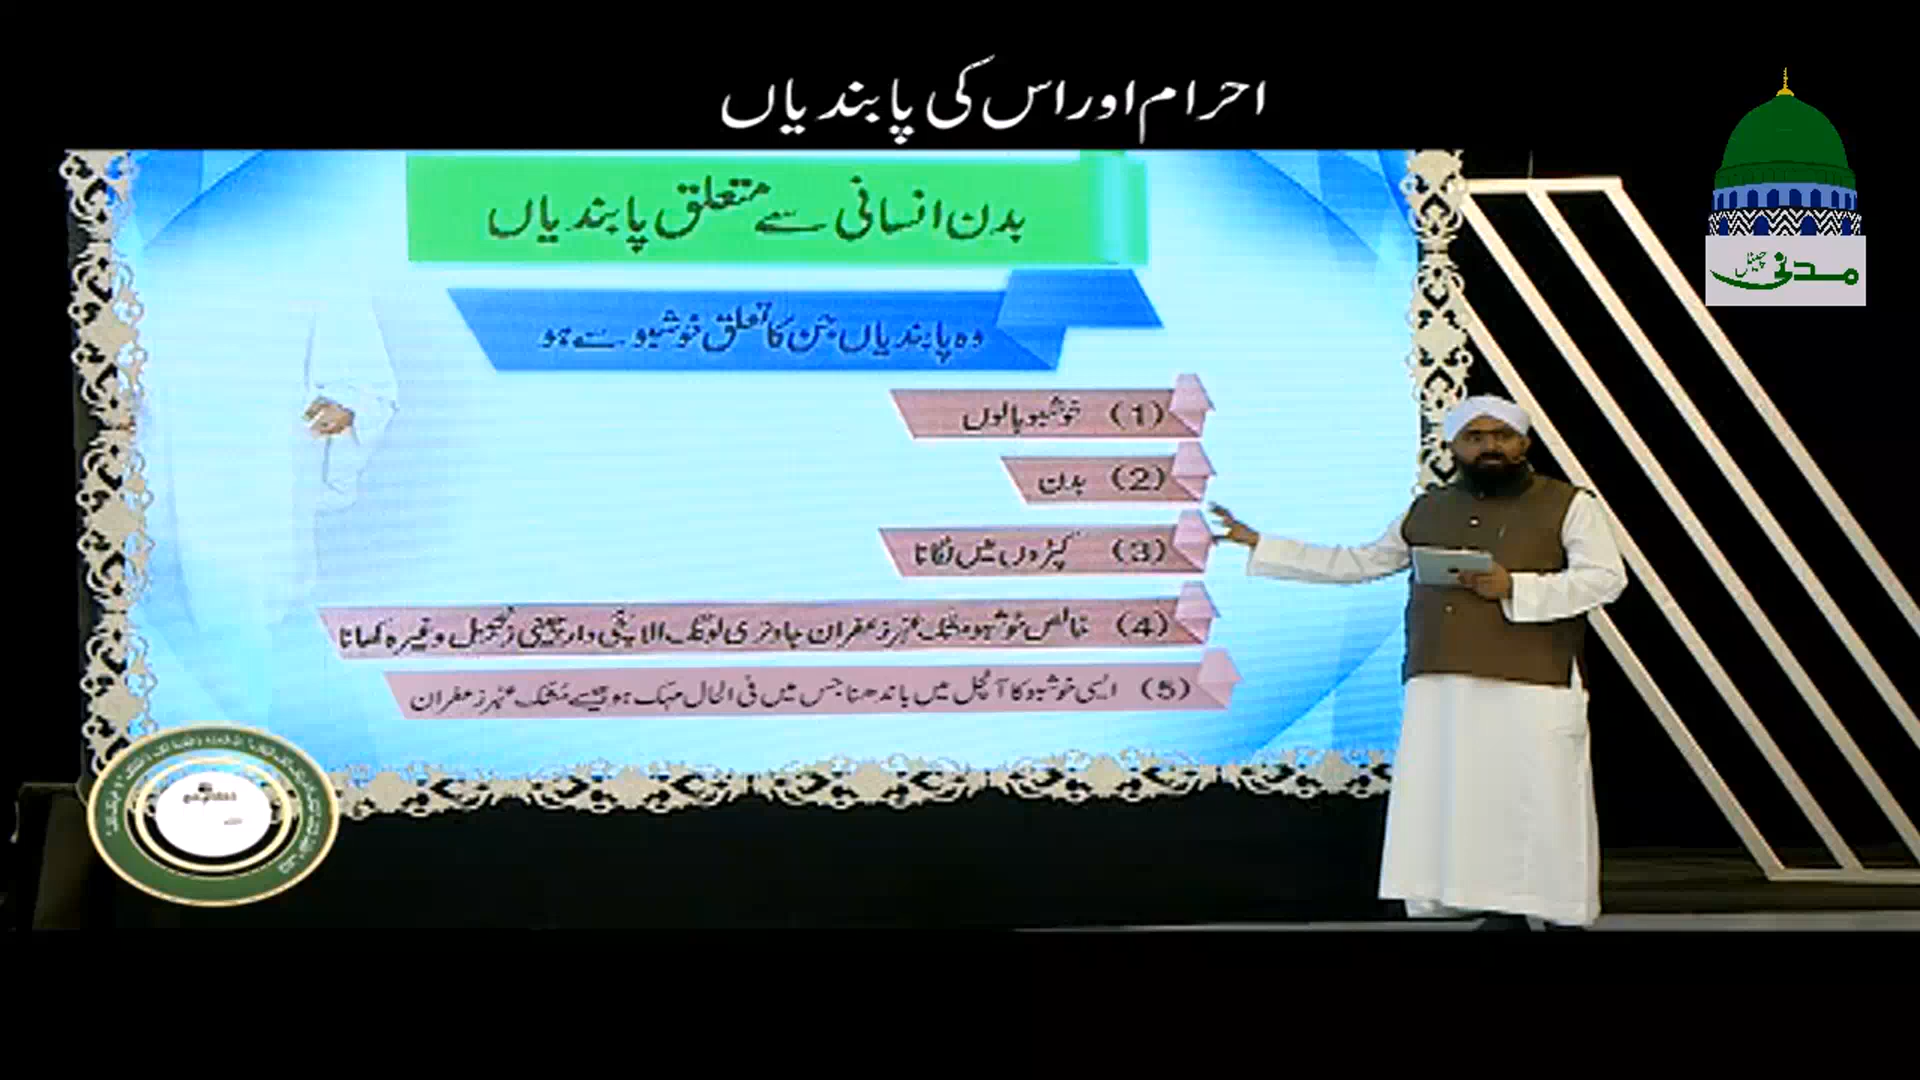 احرام اور اس کی پابندیاں
مدنی چینل
بدن انسانی سے متعلق پابندیاں
وہ پابندیاں جن کا تعلق خوشبو سے ہو
(1) خوشبو بالوں
(2) بدن
(3) کپڑوں میں لگانا
(4) خالص خوشبو مشک عنبر زعفران جاوتری لونگ الائچی دارچینی زنجبیل وغیرہ کھانا
(5) ایسی خوشبو کا آنچل میں باندھنا جس میں فی الحال مہک ہو جیسے مُشک عنبر زعفران